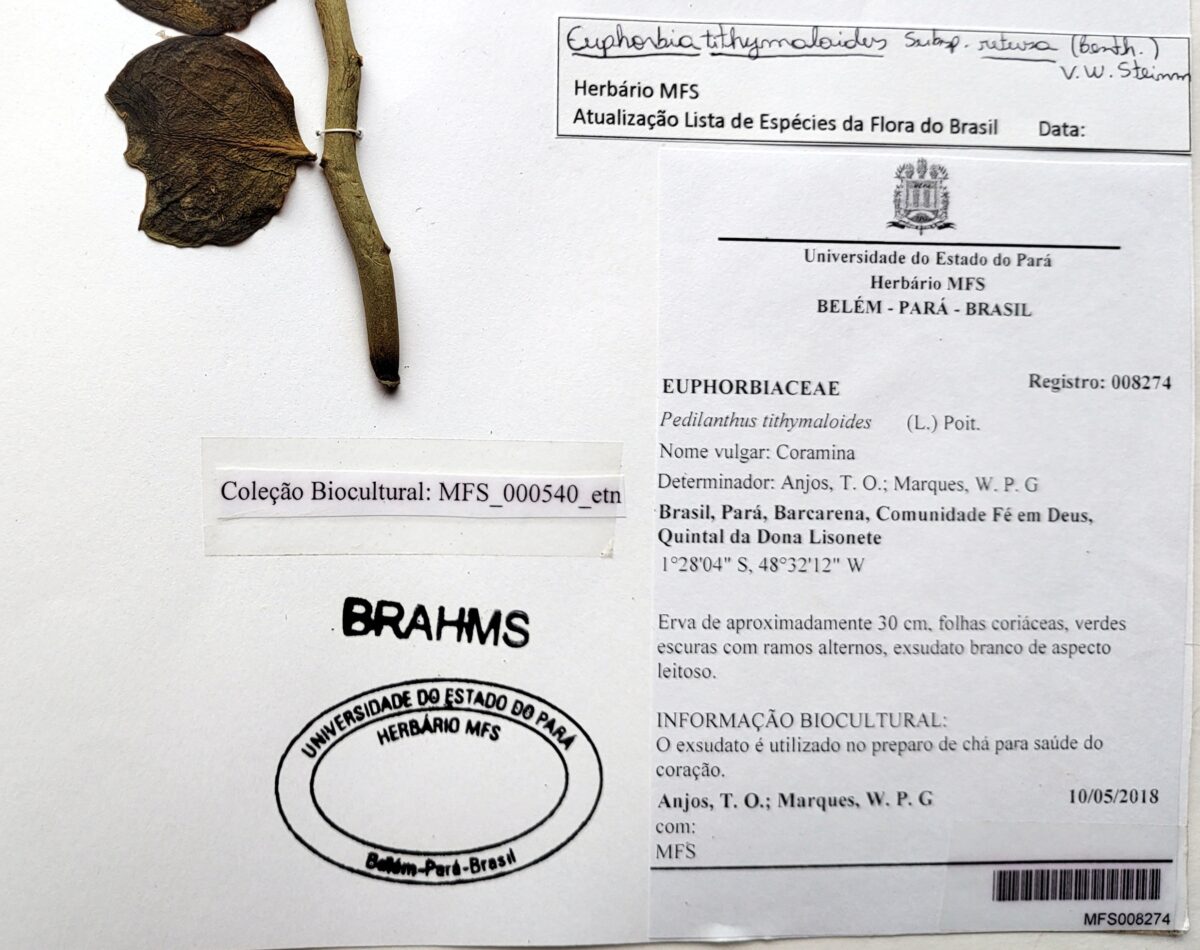 Euphorbia tithymaloides Subsp. retusa (Benth.)
V.W. Steinm
Herbário MFS
Atualização Lista de Espécies da Flora do Brasil Data:
Universidade do Estado do Pará
Herbário MFS
BELÉM - PARÁ - BRASIL
EUPHORBIACEAE Registro: 008274
Pedilanthus tithymaloides (L.) Poit.
Nome vulgar: Coramina
Determinador: Anjos, T. O.; Marques, W. P. G
Brasil, Pará, Barcarena, Comunidade Fé em Deus,
Quintal da Dona Lisonete
1°28'04" S, 48°32'12" W
Erva de aproximadamente 30 cm, folhas coriáceas, verdes
escuras com ramos alternos, exsudato branco de aspecto
leitoso.
INFORMAÇÃO BIOCULTURAL:
O exsudato é utilizado no preparo de chá para saúde do
coração.
Anjos, T. O.; Marques, W. P. G 10/05/2018
com:
MFS
MFS008274
Coleção Biocultural: MFS_000540_etn
BRAHMS
UNIVERSIDADE DO ESTADO DO PARÁ
HERBÁRIO MFS
Belém-Pará-Brasil